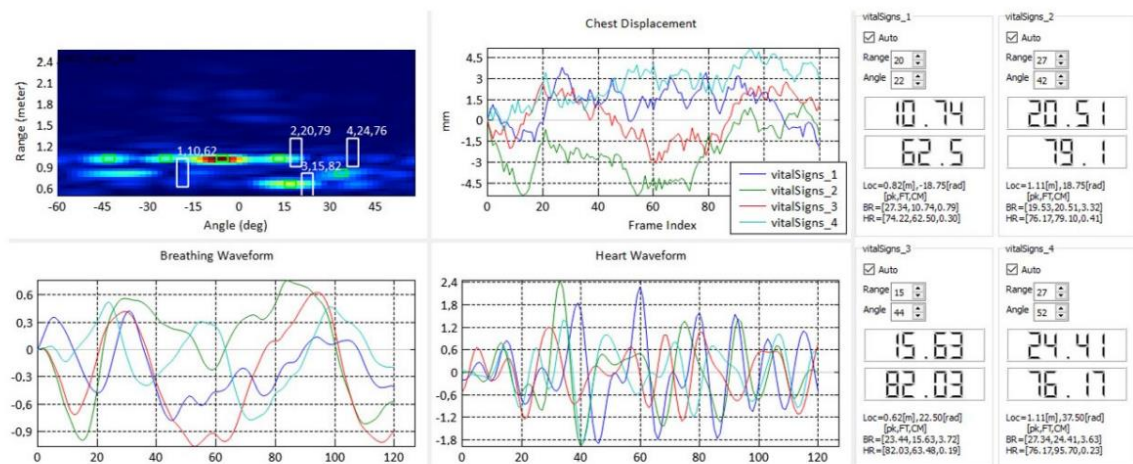 2.4
2.0
1.6
1.2
0.9
0.6
Range (meter)
-60
-45
-30
-15
0
15
20
45
Angle (deg)
1,10,62
2,20,79
3,15,82
4,24,76
Chest Displacement
4.5
3
1.5
0
-1.5
-3
-4.5
mm
0
20
40
60
80
Frame Index
vitalSigns_1
vitalSigns_2
vitalSigns_3
vitalSigns_4
vitalSigns_1
Auto
Range 20
Angle 22
10.74
62.5
Loc=0.82[m],-18.75[rad]
[pk,FT,CM]
BR=[27.34,10.74,0.79]
HR=[74.22,62.50,0.30]
vitalSigns_2
Auto
Range 27
Angle 42
20.51
79.1
Loc=1.11[m],18.75[rad]
[pk,FT,CM]
BR=[19.53,20.51,3.32]
HR=[76.17,79.10,0.41]
Breathing Waveform
0.6
0.3
0
-0.3
-0.6
-0.9
0
20
40
60
80
100
120
Heart Waveform
2.4
1.8
1.2
0.6
0
-0.6
-1.2
-1.8
0
20
40
60
80
100
120
vitalSigns_3
Auto
Range 15
Angle 44
15.63
82.03
Loc=0.62[m],22.50[rad]
[pk,FT,CM]
BR=[23.44,15.63,3.72]
HR=[82.03,63.48,0.19]
vitalSigns_4
Auto
Range 27
Angle 52
24.41
76.17
Loc=1.11[m],37.50[rad]
[pk,FT,CM]
BR=[27.34,24.41,3.63]
HR=[76.17,95.70,0.23]